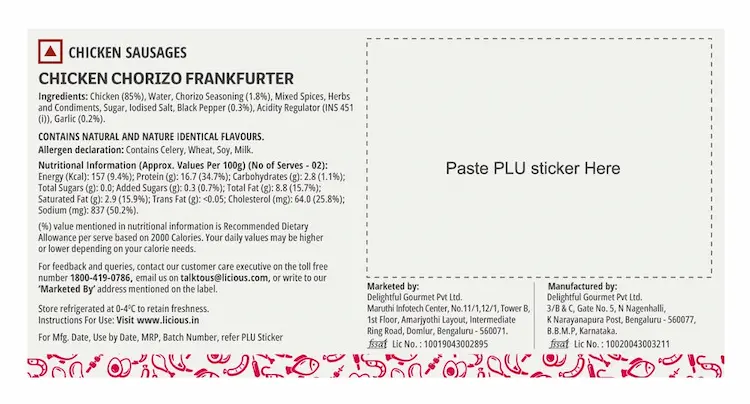 CHICKEN SAUSAGES
CHICKEN CHORIZO FRANKFURTER
Ingredients: Chicken (85%), Water, Chorizo Seasoning (1.8%), Mixed Spices, Herbs
and Condiments, Sugar, Iodised Salt, Black Pepper (0.3%), Acidity Regulator (INS 451
(i)), Garlic (0.2%).
CONTAINS NATURAL AND NATURE IDENTICAL FLAVOURS.
Allergen declaration: Contains Celery, Wheat, Soy, Milk.
Nutritional Information (Approx. Values Per 100g) (No of Serves - 02):
Energy (Kcal): 157 (9.4%); Protein (g): 16.7 (34.7%); Carbohydrates (g): 2.8 (1.1%);
Total Sugars (g): 0.0; Added Sugars (g): 0.3 (0.7%); Total Fat (g): 8.8 (15.7%);
Saturated Fat (g): 2.9 (15.9%); Trans Fat (g): <0.05; Cholesterol (mg): 64.0 (25.8%);
Sodium (mg): 837 (50.2%).
(%) value mentioned in nutritional information is Recommended Dietary
Allowance per serve based on 2000 Calories. Your daily values may be higher
or lower depending on your calorie needs.
For feedback and queries, contact our customer care executive on the toll free
number 1800-419-0786, email us on talktous@licious.com, or write to our
'Marketed By' address mentioned on the label.
Store refrigerated at 0-4⁰C to retain freshness.
Instructions For Use: Visit www.licious.in
For Mfg. Date, Use by Date, MRP, Batch Number, refer PLU Sticker
Paste PLU sticker Here
Marketed by:
Delightful Gourmet Pvt Ltd.
Maruthi Infotech Center, No.11/1,12/1, Tower B,
1st Floor, Amarjyothi Layout, Intermediate
Ring Road, Domlur, Bengaluru - 560071.
fssai Lic No. : 10019043002895
Manufactured by:
Delightful Gourmet Pvt Ltd.
3/B & C, Gate No. 5, N Nagenhalli,
K Narayanapura Post, Bengaluru - 560077,
B.B.M.P, Karnataka.
fssai Lic No. : 10020043003211